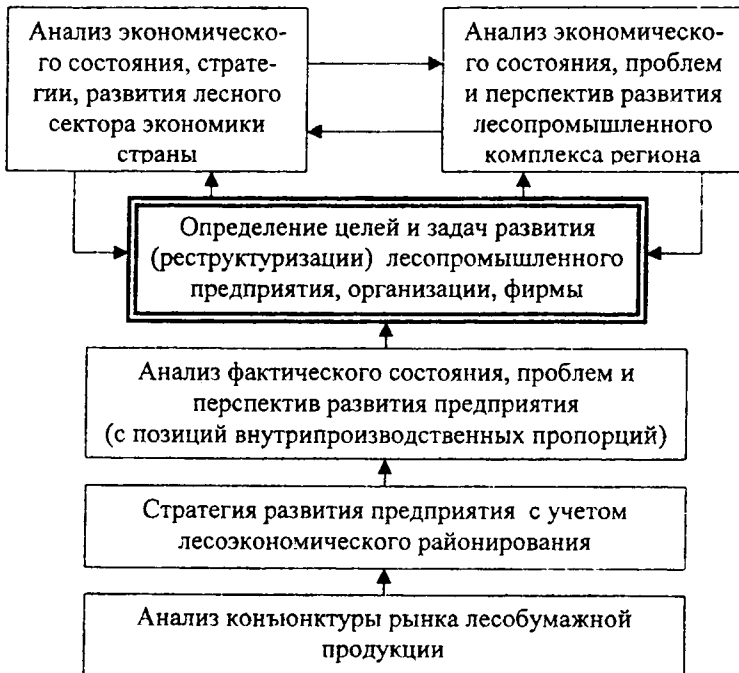 Анализ экономическо-
го состояния, страте-
гии, развития лесного
сектора экономики
страны
Анализ экономическо-
го состояния, проблем
и перспектив развития
лесопромышленного
комплекса региона
Определение целей и задач развития
(реструктуризации) лесопромышленного
предприятия, организации, фирмы
Анализ фактического состояния, проблем и
перспектив развития предприятия
(с позиций внутрипроизводственных пропорций)
Стратегия развития предприятия с учетом
лесоэкономического районирования
Анализ конъюнктуры рынка лесобумажной
продукции